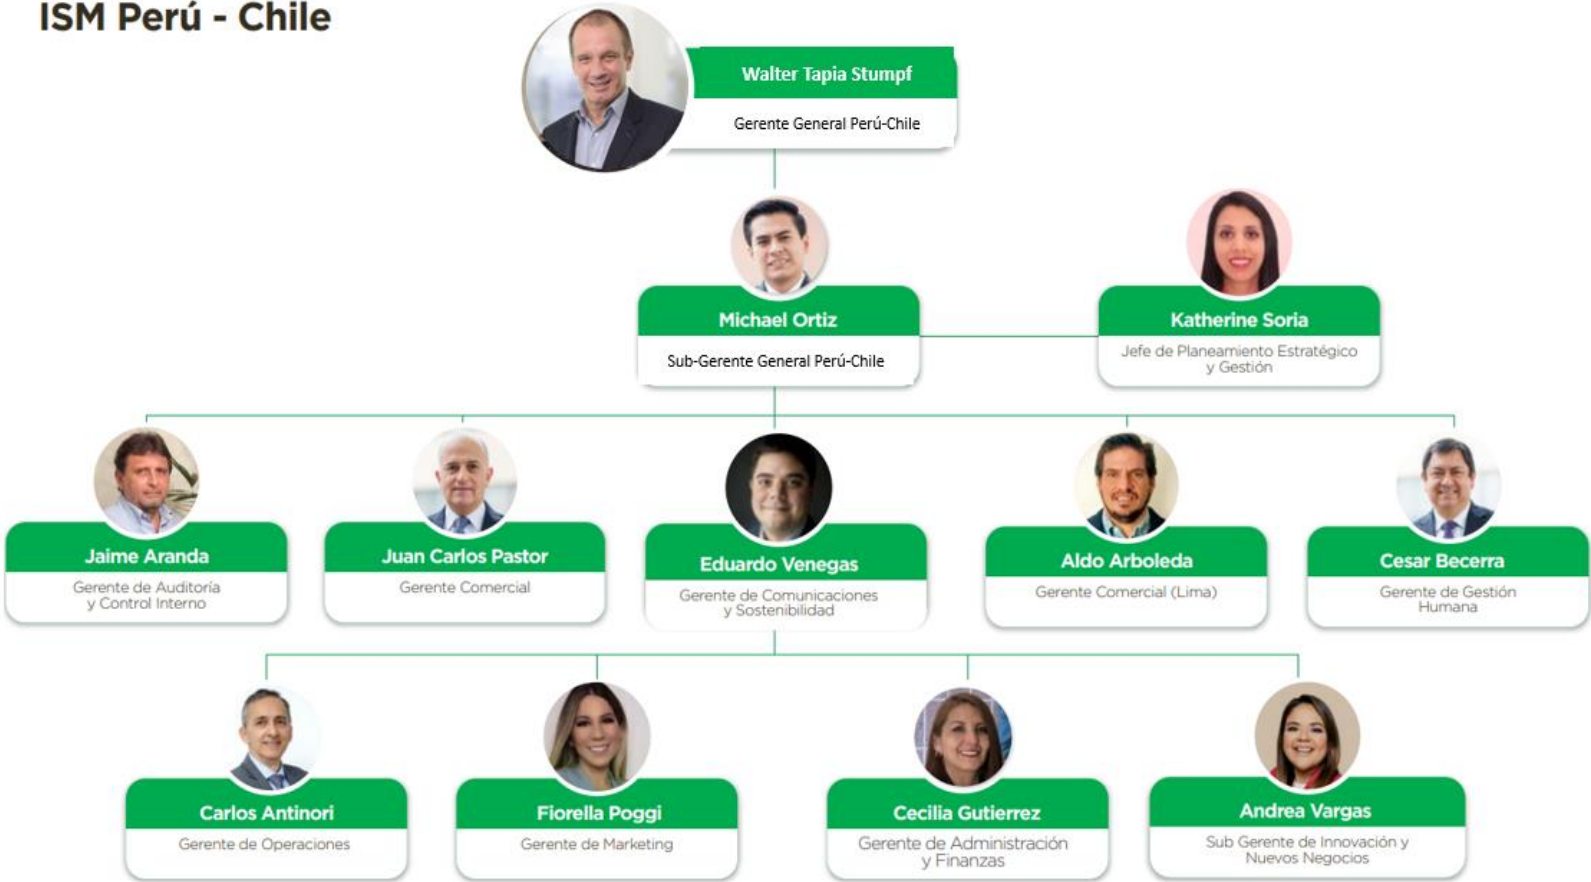 ISM Perú - Chile
Walter Tapia Stumpf
Gerente General Perú-Chile
Michael Ortiz
Sub-Gerente General Perú-Chile
Katherine Soria
Jefe de Planeamiento Estratégico
y Gestión
Jaime Aranda
Gerente de Auditoría
y Control Interno
Juan Carlos Pastor
Gerente Comercial
Eduardo Venegas
Gerente de Comunicaciones
y Sostenibilidad
Aldo Arboleda
Gerente Comercial (Lima)
Cesar Becerra
Gerente de Gestión
Humana
Carlos Antinori
Gerente de Operaciones
Fiorella Poggi
Gerente de Marketing
Cecilia Gutierrez
Gerente de Administración
y Finanzas
Andrea Vargas
Sub Gerente de Innovación y
Nuevos Negocios